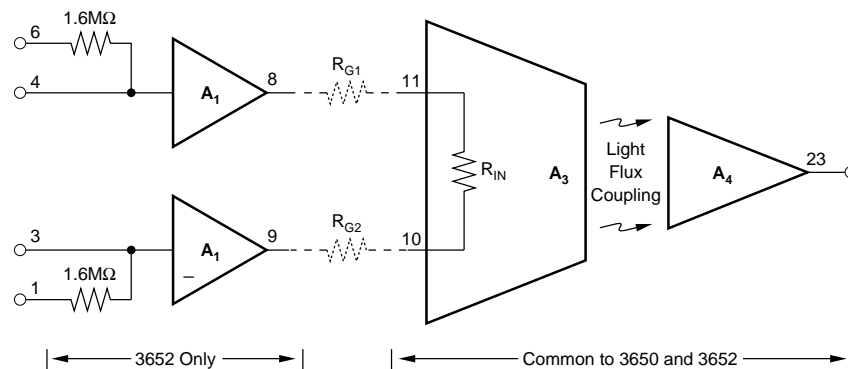 6
1.6MΩ
4
A1
8
RG1
11
RIN
A3
Light
Flux
Coupling
A4
23
3
A1
–
9
RG2
10
1
1.6MΩ
3652 Only
Common to 3650 and 3652